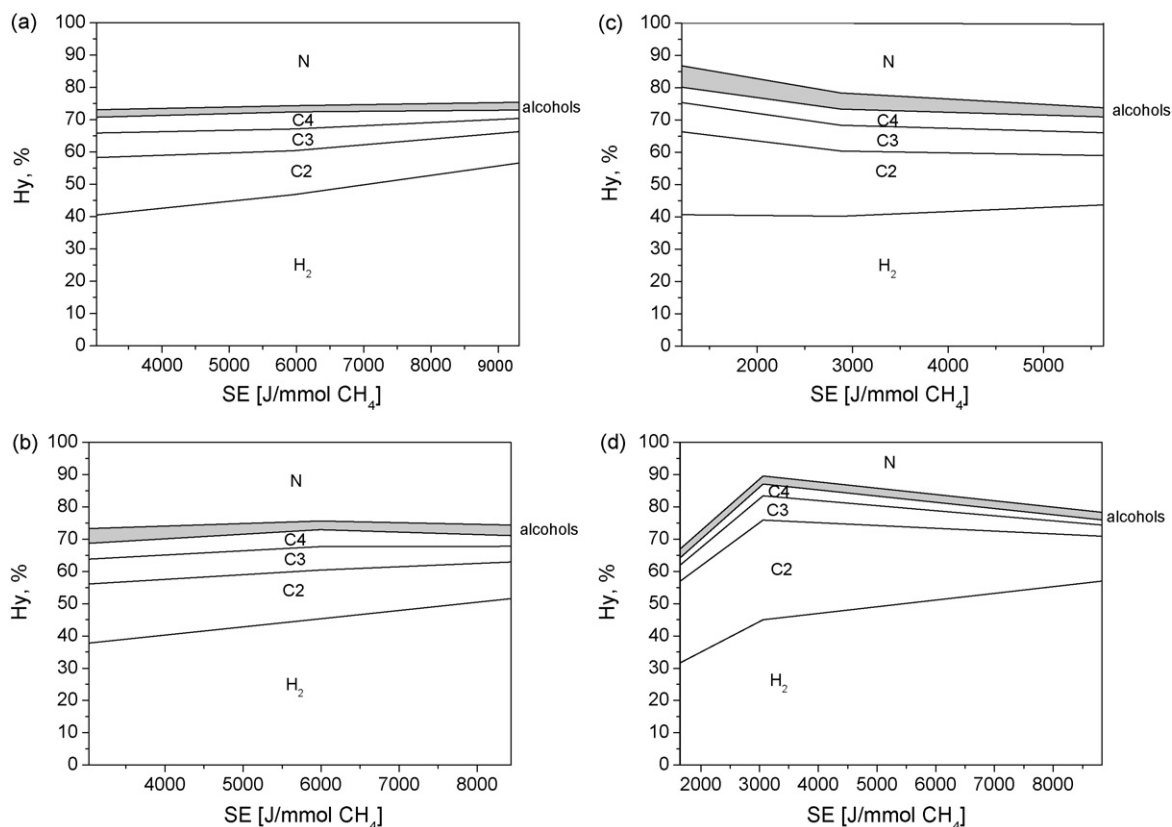 (a)
100
90
80
70
60
50
40
30
20
10
0
Hy, %
N
alcohols
C4
C3
C2
H₂
4000 5000 6000 7000 8000 9000
SE [J/mmol CH₄]
(c)
100
90
80
70
60
50
40
30
20
10
0
Hy, %
N
alcohols
C4
C3
C2
H₂
2000 3000 4000 5000
SE [J/mmol CH₄]
(b)
100
90
80
70
60
50
40
30
20
10
0
Hy, %
N
alcohols
C4
C3
C2
H₂
4000 5000 6000 7000 8000
SE [J/mmol CH₄]
(d)
100
90
80
70
60
50
40
30
20
10
0
Hy, %
N
alcohols
C4
C3
C2
H₂
2000 3000 4000 5000 6000 7000 8000
SE [J/mmol CH₄]